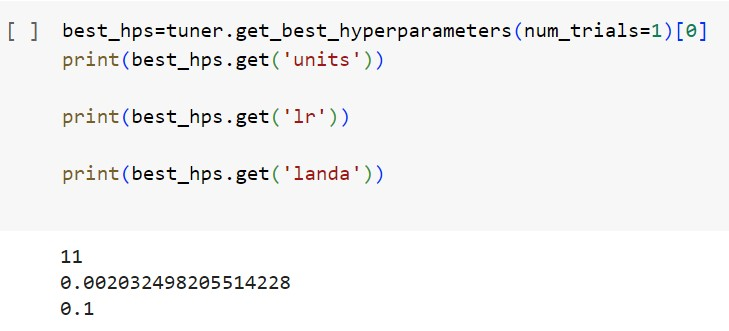 [ ] best_hps=tuner.get_best_hyperparameters(num_trials=1)[0]
print(best_hps.get('units'))
print(best_hps.get('lr'))
print(best_hps.get('landa'))
11
0.002032498205514228
0.1